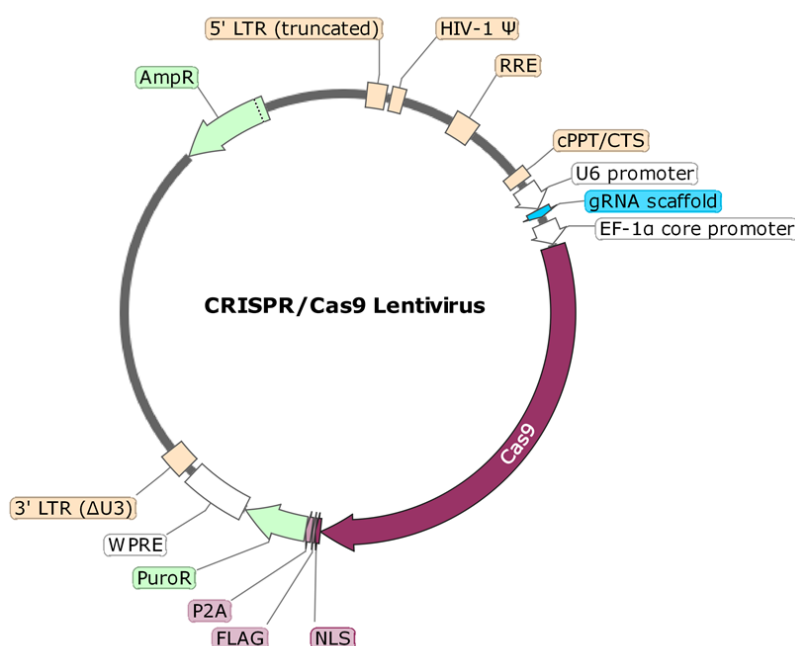 5' LTR (truncated)
HIV-1 Ψ
AmpR
RRE
cPPT/CTS
U6 promoter
gRNA scaffold
EF-1α core promoter
CRISPR/Cas9 Lentivirus
Cas9
3' LTR (ΔU3)
WPRE
PuroR
P2A
FLAG
NLS